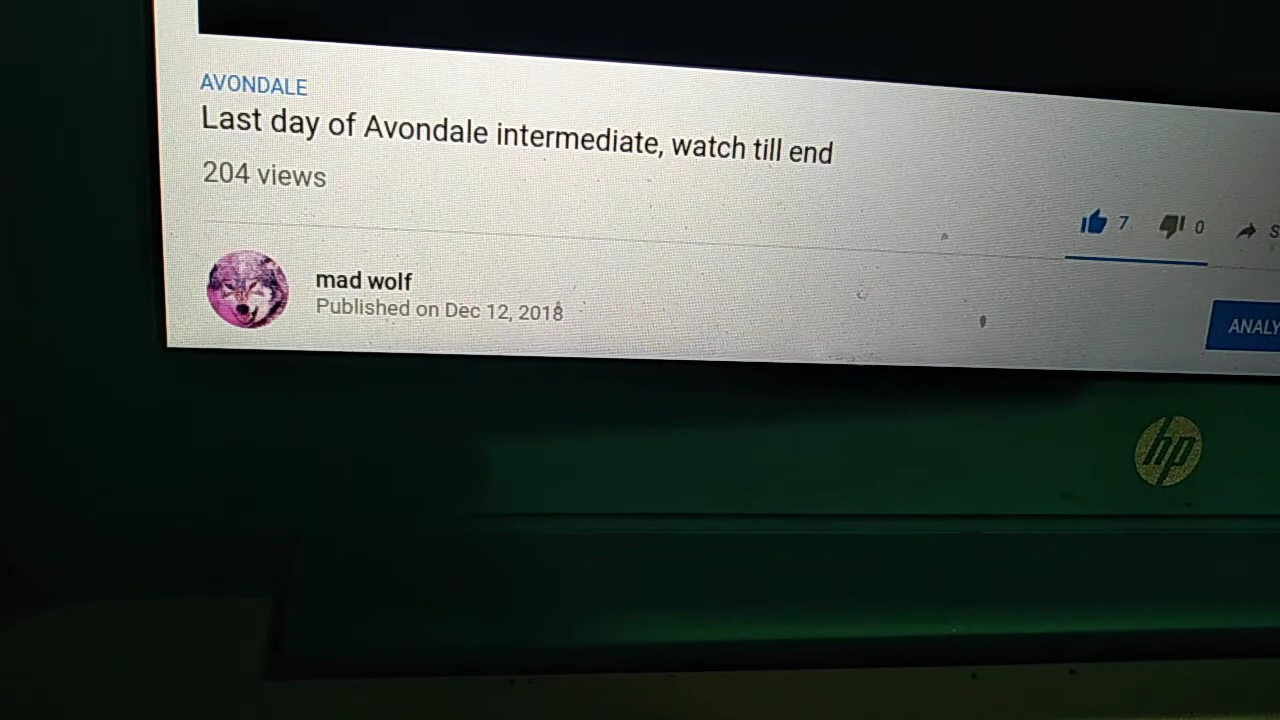 AVONDALE
Last day of Avondale intermediate, watch till end
204 views
7
0
S
mad wolf
Published on Dec 12, 2018
ANALY
hp